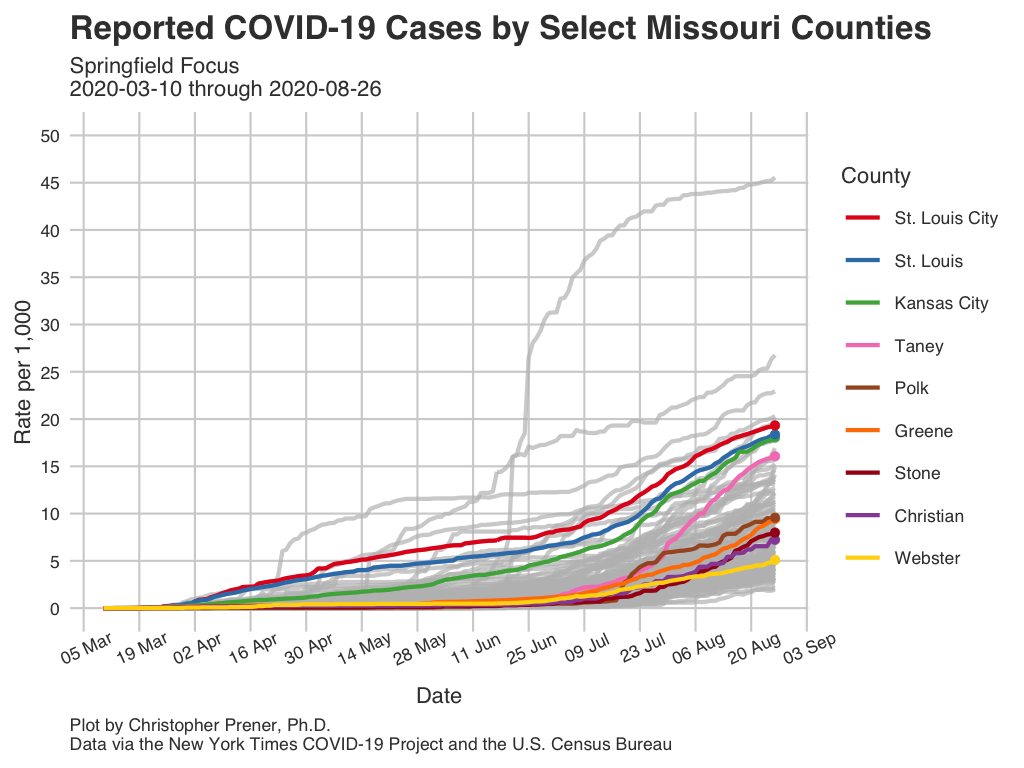 Reported COVID-19 Cases by Select Missouri Counties
Springfield Focus
2020-03-10 through 2020-08-26
Rate per 1,000
50
45
40
35
30
25
20
15
10
5
0
05 Mar
19 Mar
02 Apr
16 Apr
30 Apr
14 May
28 May
11 Jun
25 Jun
09 Jul
23 Jul
06 Aug
20 Aug
03 Sep
Date
County
St. Louis City
St. Louis
Kansas City
Taney
Polk
Greene
Stone
Christian
Webster
Plot by Christopher Prener, Ph.D.
Data via the New York Times COVID-19 Project and the U.S. Census Bureau